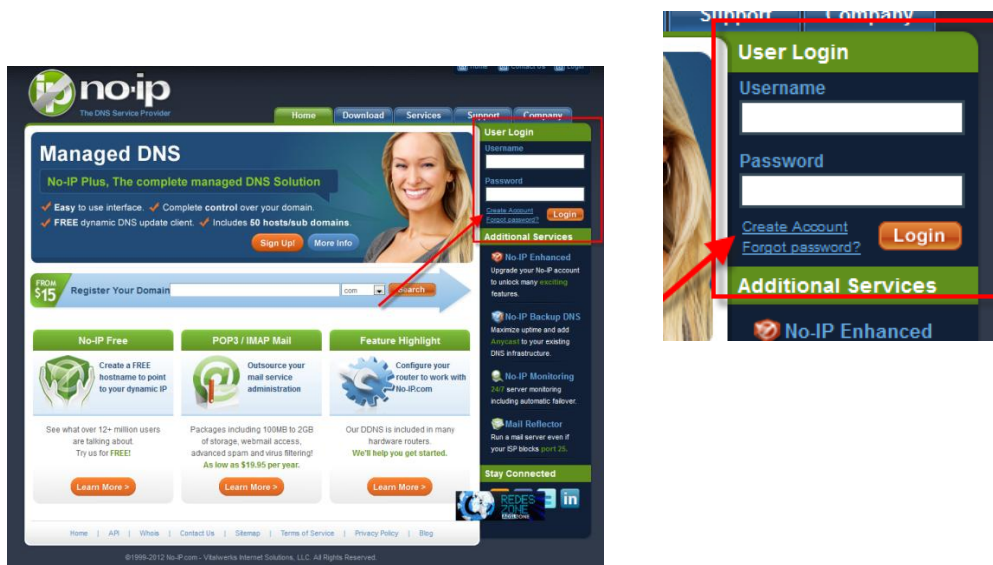 Home Contact Us Login
no·ip
The DNS Service Provider
Home Download Services Support Company
Managed DNS
No-IP Plus, The complete managed DNS Solution
Easy to use interface. Complete control over your domain.
FREE dynamic DNS update client. Includes 50 hosts/sub domains.
Sign Up! More Info
FROM
$15
Register Your Domain
com
Search
No-IP Free
Create a FREE
hostname to point
to your dynamic IP
See what over 12+ million users
are talking about.
Try us for FREE!
Learn More >
POP3 / IMAP Mail
Outsource your
mail service
administration
Packages including 100MB to 2GB
of storage, webmail access,
advanced spam and virus filtering!
As low as $19.95 per year.
Learn More >
Feature Highlight
Configure your
router to work with
No-IP.com
Our DDNS is included in many
hardware routers.
We'll help you get started.
Learn More >
User Login
Username
Password
Create Account
Forgot password?
Login
Additional Services
No-IP Enhanced
Upgrade your No-IP account
to unlock many exciting
features.
No-IP Backup DNS
Maximize uptime and add
Anycast to your existing
DNS infrastructure.
No-IP Monitoring
24/7 server monitoring
including automatic failover.
Mail Reflector
Run a mail server even if
your ISP blocks port 25.
Stay Connected
in
REDES
ZONE
Home | API | Whois | Contact Us | Sitemap | Terms of Service | Privacy Policy | Blog
©1999-2012 No-IP.com - Vitalwerks Internet Solutions, LLC. All Rights Reserved.
Support Company
User Login
Username
Password
Create Account
Forgot password?
Login
Additional Services
No-IP Enhanced